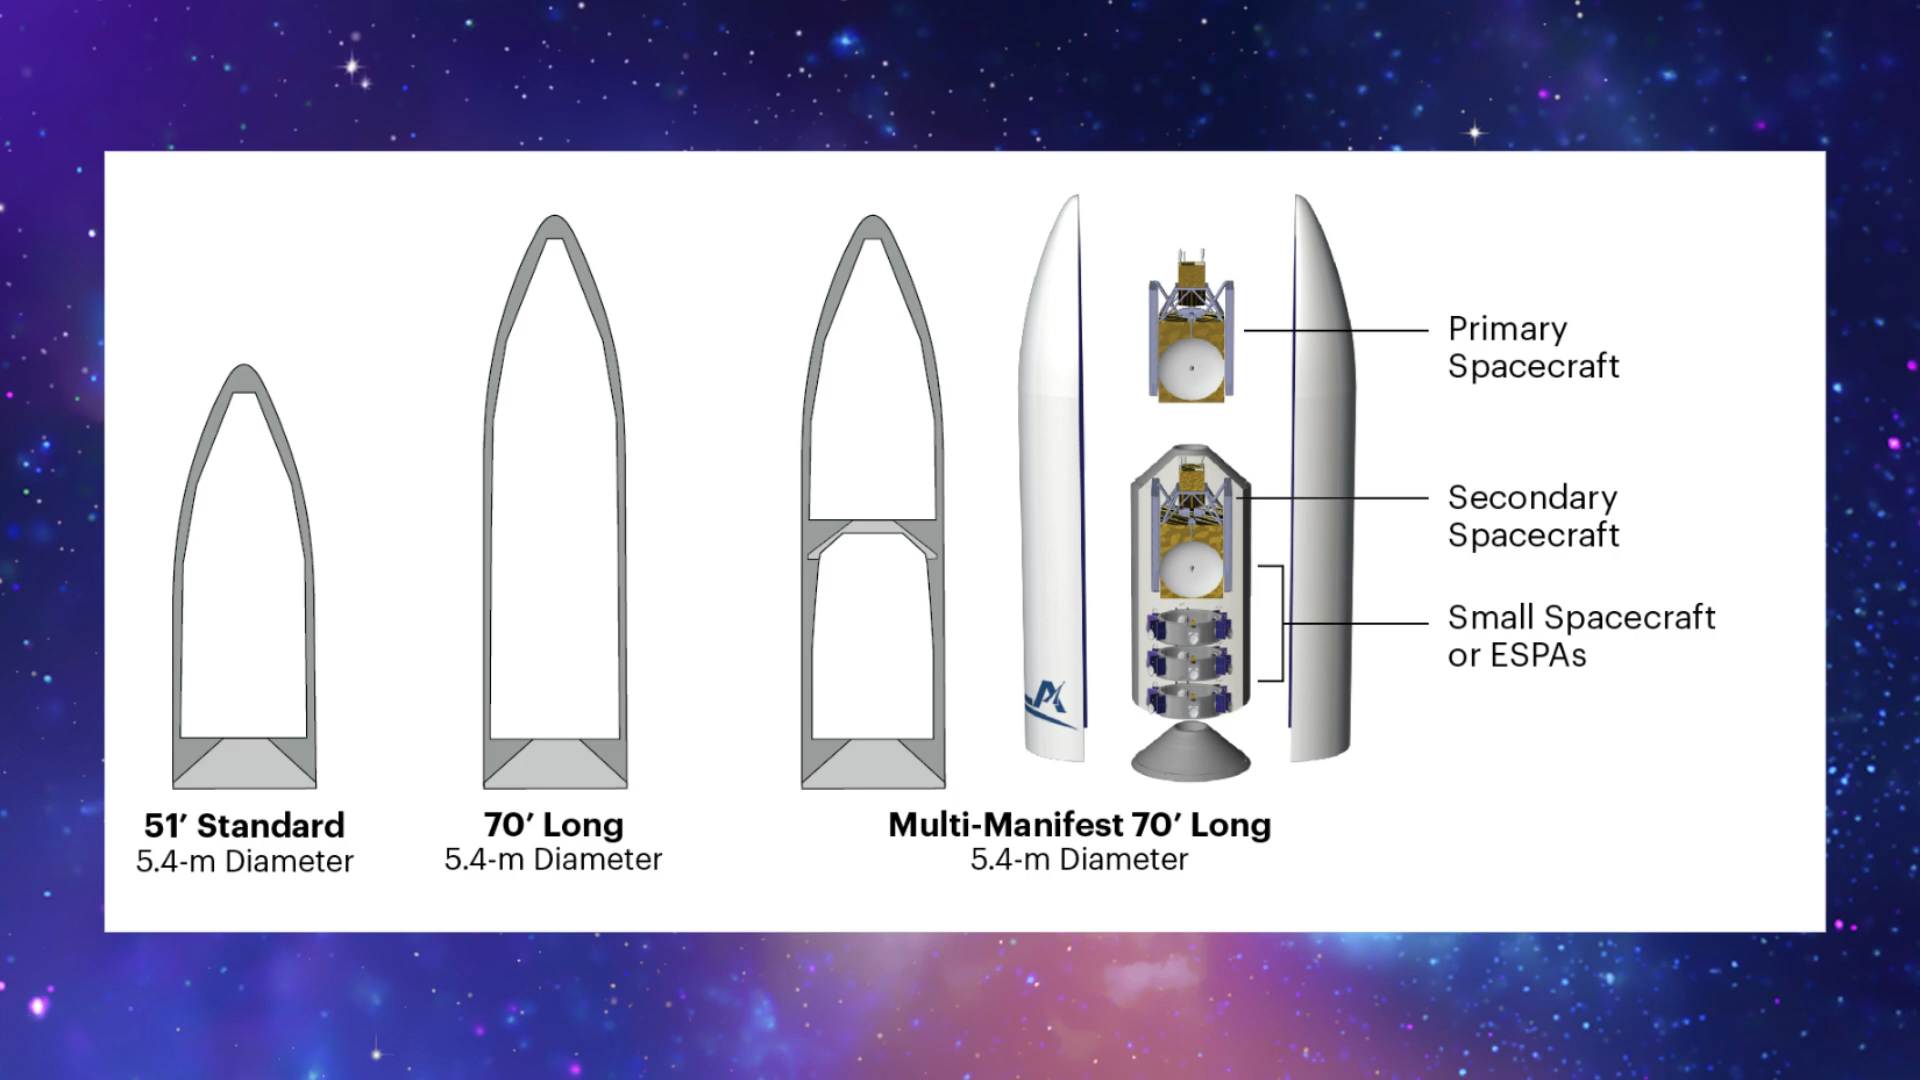 Primary
Spacecraft
Secondary
Spacecraft
Small Spacecraft
or ESPAs
51′ Standard
5.4-m Diameter
70′ Long
5.4-m Diameter
Multi-Manifest 70′ Long
5.4-m Diameter